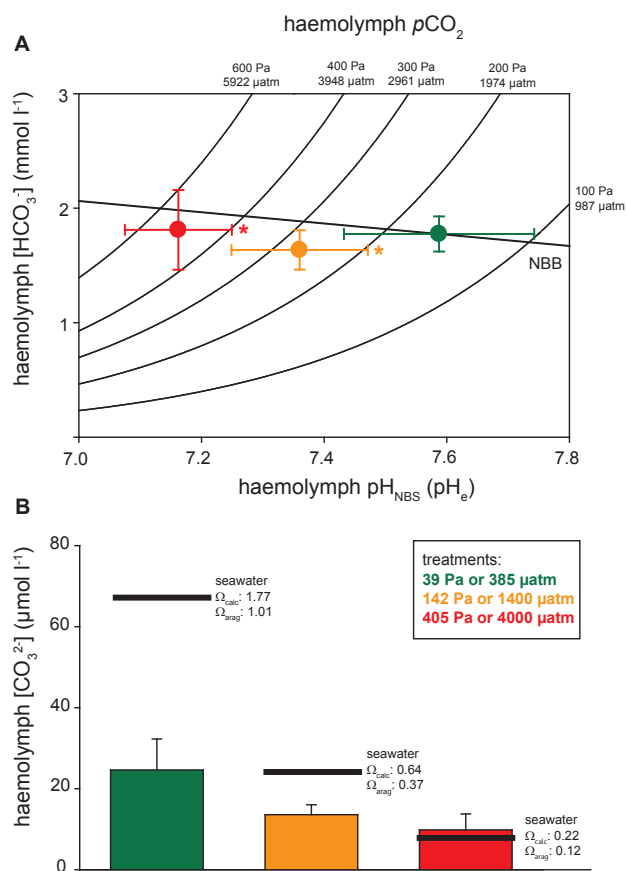 haemolymph pCO2
A
600 Pa
5922 µatm
400 Pa
3948 µatm
300 Pa
2961 µatm
200 Pa
1974 µatm
3
2
1
haemolymph [HCO3-] (mmol l-1)
100 Pa
987 µatm
*
*
NBB
7.0
7.2
7.4
7.6
7.8
haemolymph pHNBS (pHe)
B
80
60
40
20
0
haemolymph [CO32-] (µmol l-1)
seawater
Ωcalc: 1.77
Ωarag: 1.01
treatments:
39 Pa or 385 µatm
142 Pa or 1400 µatm
405 Pa or 4000 µatm
seawater
Ωcalc: 0.64
Ωarag: 0.37
seawater
Ωcalc: 0.22
Ωarag: 0.12